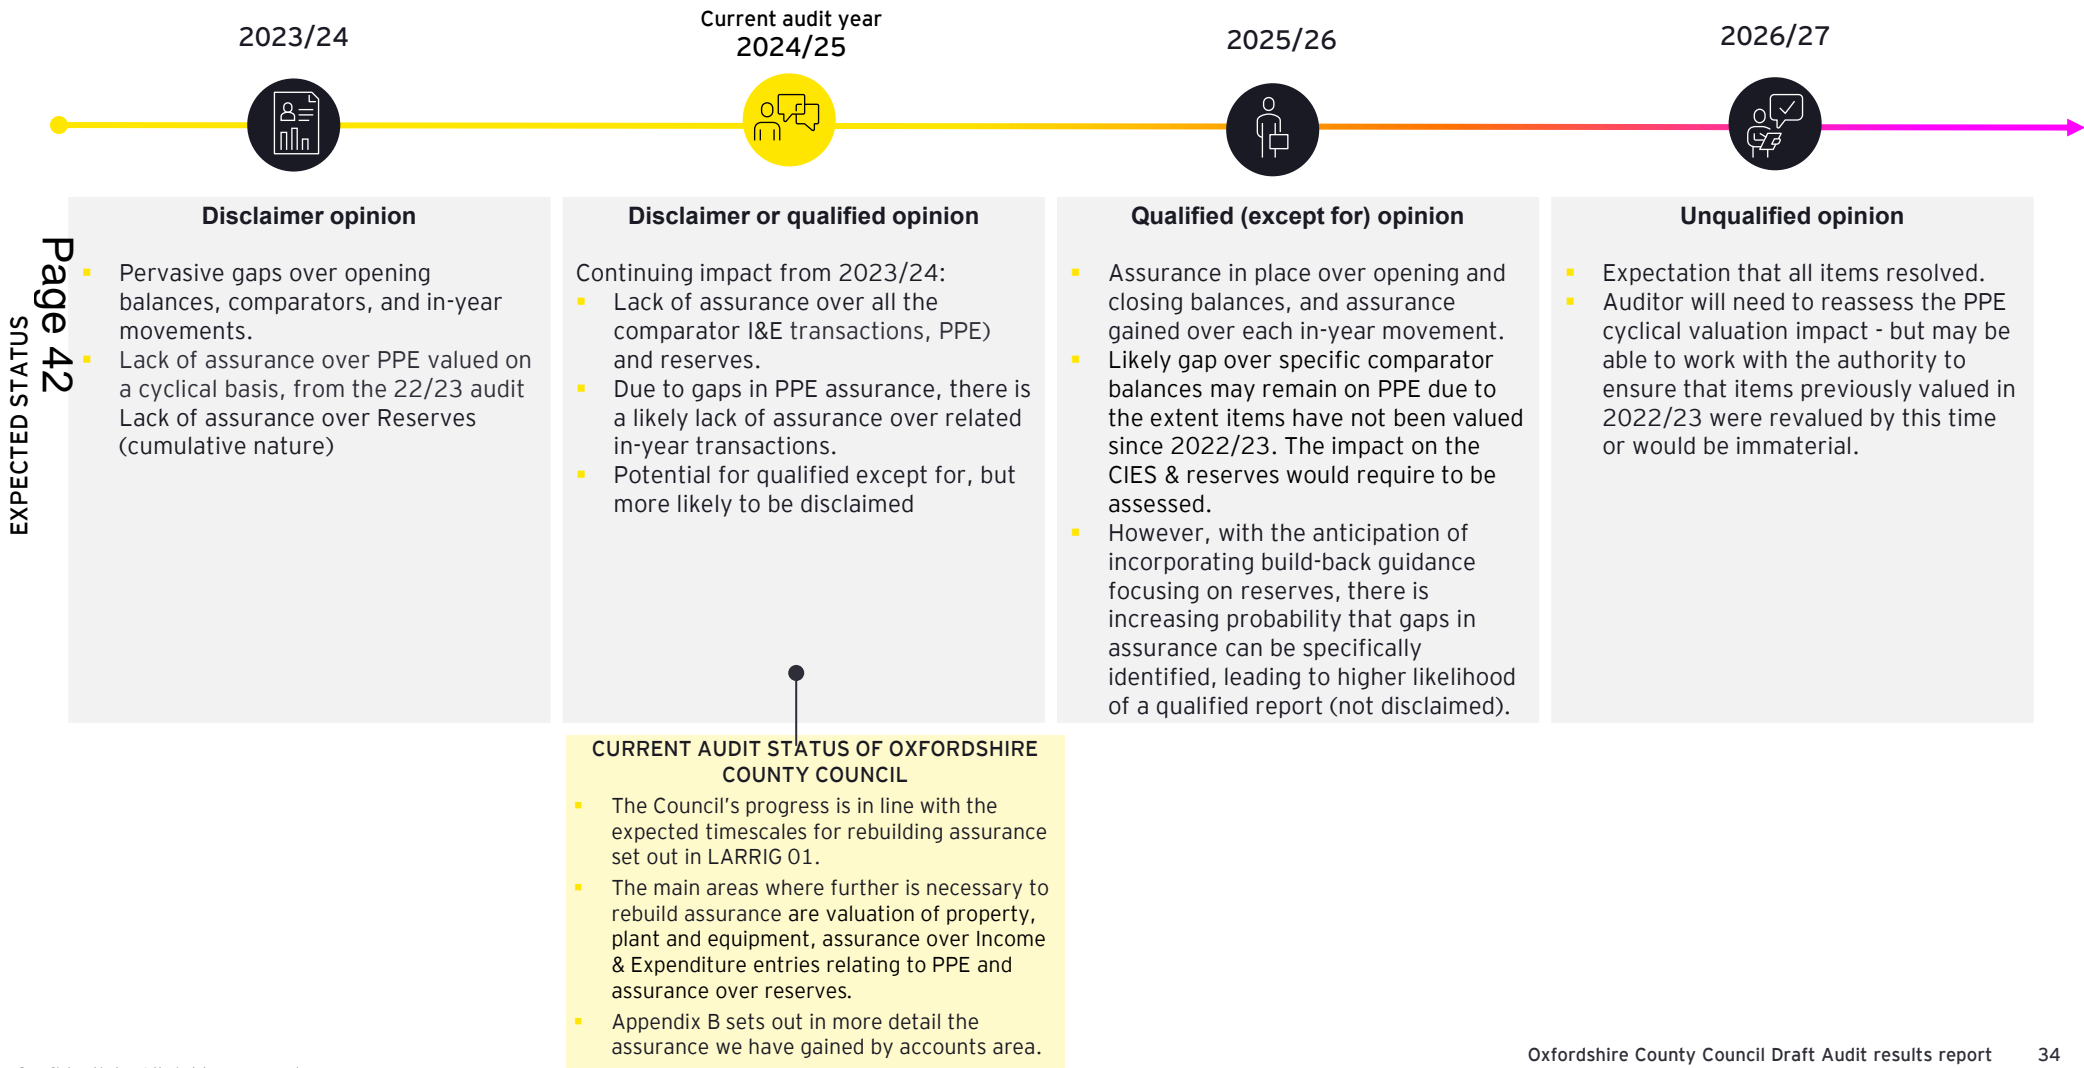 2023/24
Current audit year
2024/25
2025/26
2026/27
EXPECTED STATUS
Page 42
Disclaimer opinion
Pervasive gaps over opening
balances, comparators, and in-year
movements.
Lack of assurance over PPE valued on
a cyclical basis, from the 22/23 audit
Lack of assurance over Reserves
(cumulative nature)
Disclaimer or qualified opinion
Continuing impact from 2023/24:
Lack of assurance over all the
comparator I&E transactions, PPE)
and reserves.
Due to gaps in PPE assurance, there is
a likely lack of assurance over related
in-year transactions.
Potential for qualified except for, but
more likely to be disclaimed
Qualified (except for) opinion
Assurance in place over opening and
closing balances, and assurance
gained over each in-year movement.
Likely gap over specific comparator
balances may remain on PPE due to
the extent items have not been valued
since 2022/23. The impact on the
CIES & reserves would require to be
assessed.
However, with the anticipation of
incorporating build-back guidance
focusing on reserves, there is
increasing probability that gaps in
assurance can be specifically
identified, leading to higher likelihood
of a qualified report (not disclaimed).
Unqualified opinion
Expectation that all items resolved.
Auditor will need to reassess the PPE
cyclical valuation impact - but may be
able to work with the authority to
ensure that items previously valued in
2022/23 were revalued by this time
or would be immaterial.
CURRENT AUDIT STATUS OF OXFORDSHIRE
COUNTY COUNCIL
The Council's progress is in line with the
expected timescales for rebuilding assurance
set out in LARRIG 01.
The main areas where further is necessary to
rebuild assurance are valuation of property,
plant and equipment, assurance over Income
& Expenditure entries relating to PPE and
assurance over reserves.
Appendix B sets out in more detail the
assurance we have gained by accounts area.
Oxfordshire County Council Draft Audit results report 34